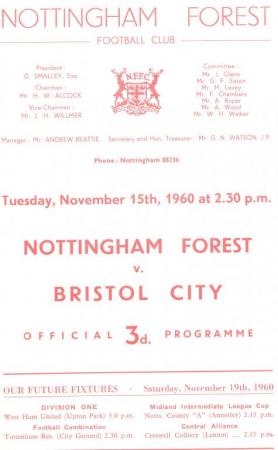 NOTTINGHAM FOREST
FOOTBALL CLUB
President :
G. SMALLEY, Esq.
Chairman :
Mr. H. W. ALCOCK
Vice-Chairman :
Mr. J. H. WILLMER
N.F.F.C.
Committee :
Mr. J. Glenn
Mr. G. F. Sisson
Mr. H. Levey
Mr. F. Chambers
Mr. A. Roper
Mr. A. Wood
Mr. W. H. Walker
Manager : Mr. ANDREW BEATTIE. Secretary and Hon. Treasurer : Mr. G. N. WATSON, J.P.
Phone : Nottingham 88236
Tuesday, November 15th, 1960 at 2.30 p.m.
NOTTINGHAM FOREST
v.
BRISTOL CITY
OFFICIAL 3d. PROGRAMME
OUR FUTURE FIXTURES - Saturday, November 19th, 1960
DIVISION ONE
West Ham United (Upton Park) 3.0 p.m.
Football Combination
Tottenham Res. (City Ground) 2.30 p.m.
Midland Intermediate League Cup
Notts. County "A" (Annesley) 2.15 p.m.
Central Alliance
Creswell Colliery (Lenton) ... 2.15 p.m.